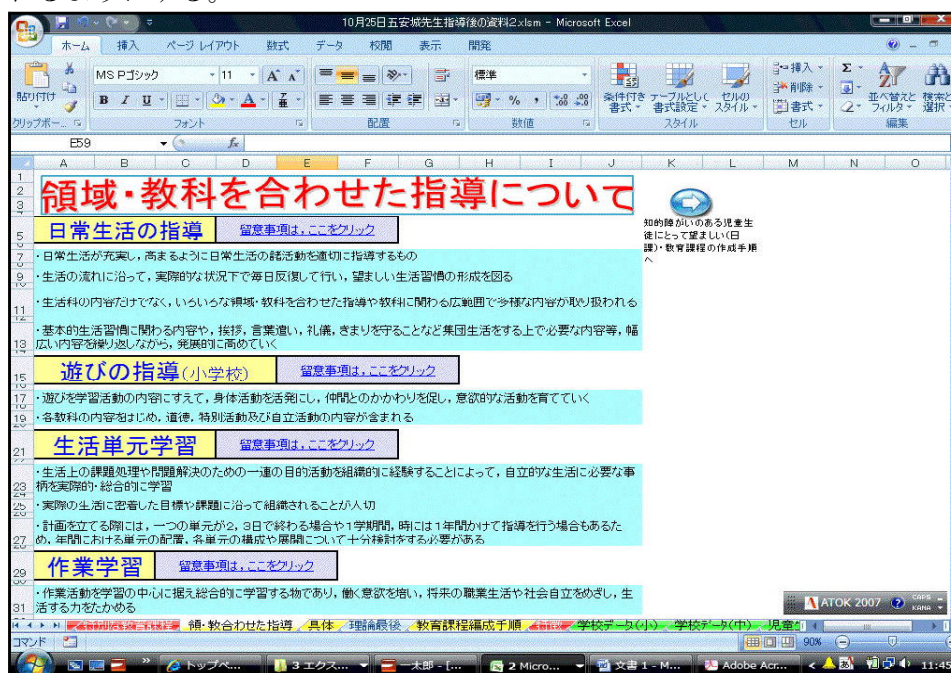 10月25日五安城先生指導後の資料2.xlsm - Microsoft Excel
ホーム 挿入 ページ レイアウト 数式 データ 校閲 表示 開発
MS Pゴシック 11 標準
貼り付け 条件付き書式 テーブルとして書式設定 セルのスタイル 挿入 削除 書式 並べ替えと フィルタ 検索と 選択
クリップボー... フォント 配置 数値 スタイル セル 編集
E59 fx
A B C D E F G H I J K L M N O
領域・教科を合わせた指導について
知的障がいのある児童生
徒にとって望ましい(日
課)・教育課程の作成手順
へ
日常生活の指導 留意事項は,ここをクリック
・日常生活が充実し,高まるように日常生活の諸活動を適切に指導するもの
・生活の流れに沿って,実際的な状況下で毎日反復して行い,望ましい生活習慣の形成を図る
・生活科の内容だけでなく,いろいろな領域・教科を合わせた指導や教科に関わる広範囲で多様な内容が取り扱われる
・基本的生活習慣に関わる内容や,挨拶,言葉遣い,礼儀,きまりを守ることなど集団生活をする上で必要な内容等,幅
広い内容を繰り返しながら,発展的に高めていく
遊びの指導(小学校) 留意事項は,ここをクリック
・遊びを学習活動の内容にすえて,身体活動を活発にし,仲間とのかかわりを促し,意欲的な活動を育てていく
・各教科の内容をはじめ,道徳,特別活動及び自立活動の内容が含まれる
生活単元学習 留意事項は,ここをクリック
・生活上の課題処理や問題解決のための一連の目的活動を組織的に経験することによって,自立的な生活に必要な事
柄を実際的・総合的に学習
・実際の生活に密着した目標や課題に沿って組織されることが大切
・計画を立てる際には,一つの単元が2,3日で終わる場合や1学期間,時には1年間かけて指導を行う場合もあるた
め,年間における単元の配置,各単元の構成や展開について十分検討をする必要がある
作業学習 留意事項は,ここをクリック
・作業活動を学習の中心に据え総合的に学習する物であり,働く意欲を培い,将来の職業生活や社会自立をめざし,生
活する力をたかめる
ATOK 2007 CAPS KANA
領・教合わせた指導 具体 理論最後 教育課程編成手順 学校データ(小) 学校データ(中) 児童
コマンド 90%
トップペ... 3 エクス... 一太郎 - [... 2 Micro... 文書 1 - M... Adobe Acr... 11:45